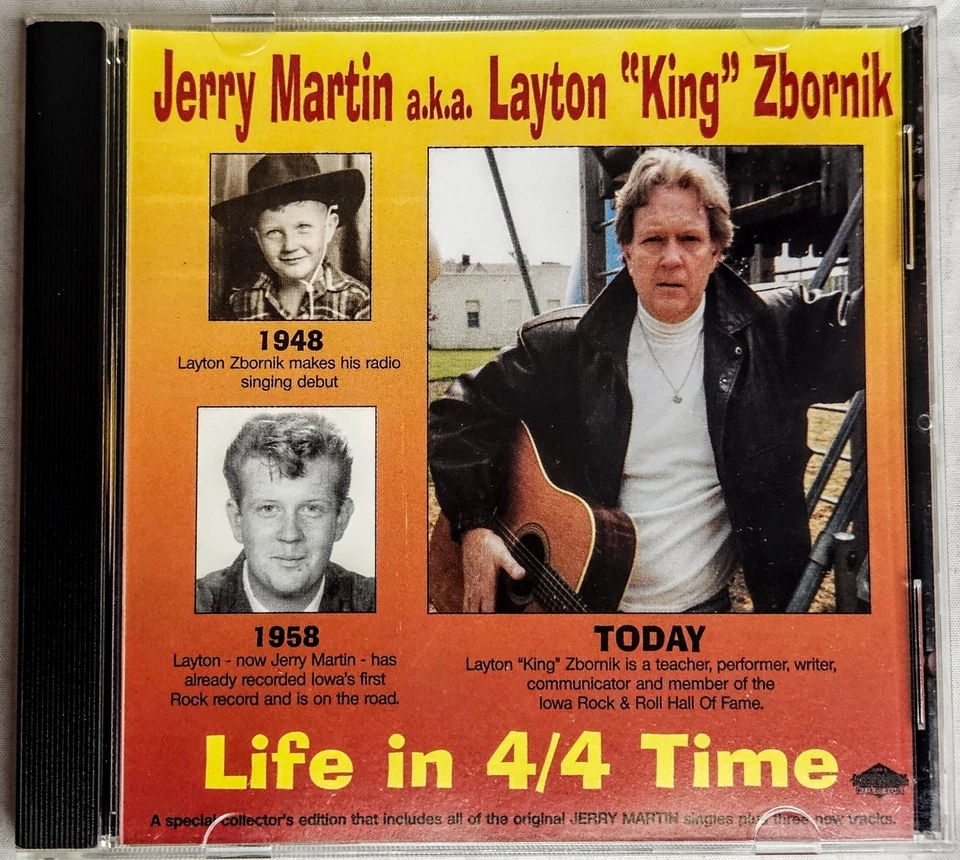 Jerry Martin a.k.a. Layton "King" Zbornik
1948
Layton Zbornik makes his radio
singing debut
1958
Layton - now Jerry Martin - has
already recorded Iowa's first
Rock record and is on the road.
TODAY
Layton "King" Zbornik is a teacher, performer, writer,
communicator and member of the
Iowa Rock & Roll Hall Of Fame.
Life in 4/4 Time
A special collector's edition that includes all of the original JERRY MARTIN singles plus three new tracks.